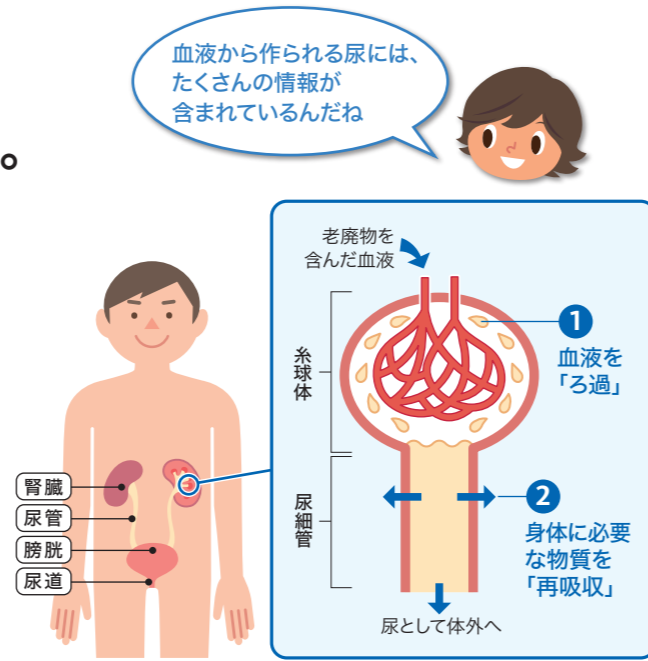 血液から作られる尿には、
たくさんの情報が
含まれているんだね
。
老廃物を
含んだ血液
糸球体
1
血液を
「ろ過」
尿細管
2
身体に必要
な物質を
「再吸収」
尿として体外へ
腎臓
尿管
膀胱
尿道